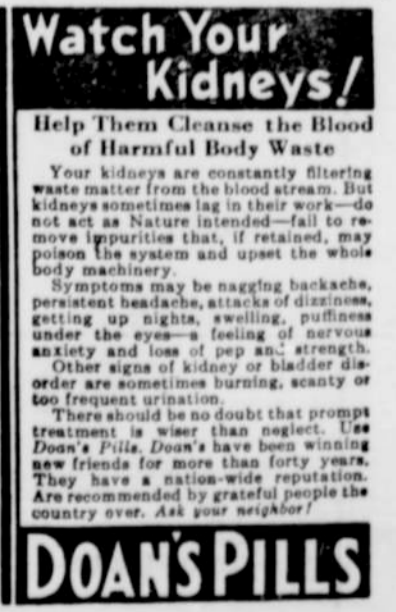 Watch Your
Kidneys!
Help Them Cleanse the Blood
of Harmful Body Waste
Your kidneys are constantly filtering
waste matter from the blood stream. But
kidneys sometimes lag in their work—do
not act as Nature intended—fail to re-
move impurities that, if retained, may
poison the system and upset the whole
body machinery.
Symptoms may be nagging backache,
persistent headache, attacks of dizziness,
getting up nights, swelling, puffiness
under the eyes—a feeling of nervous
anxiety and loss of pep and strength.
Other signs of kidney or bladder dis-
order are sometimes burning, scanty or
too frequent urination.
There should be no doubt that prompt
treatment is wiser than neglect. Use
Doan's Pills. Doan's have been winning
new friends for more than forty years.
They have a nation-wide reputation.
Are recommended by grateful people the
country over. Ask your neighbor!
DOAN'S PILLS